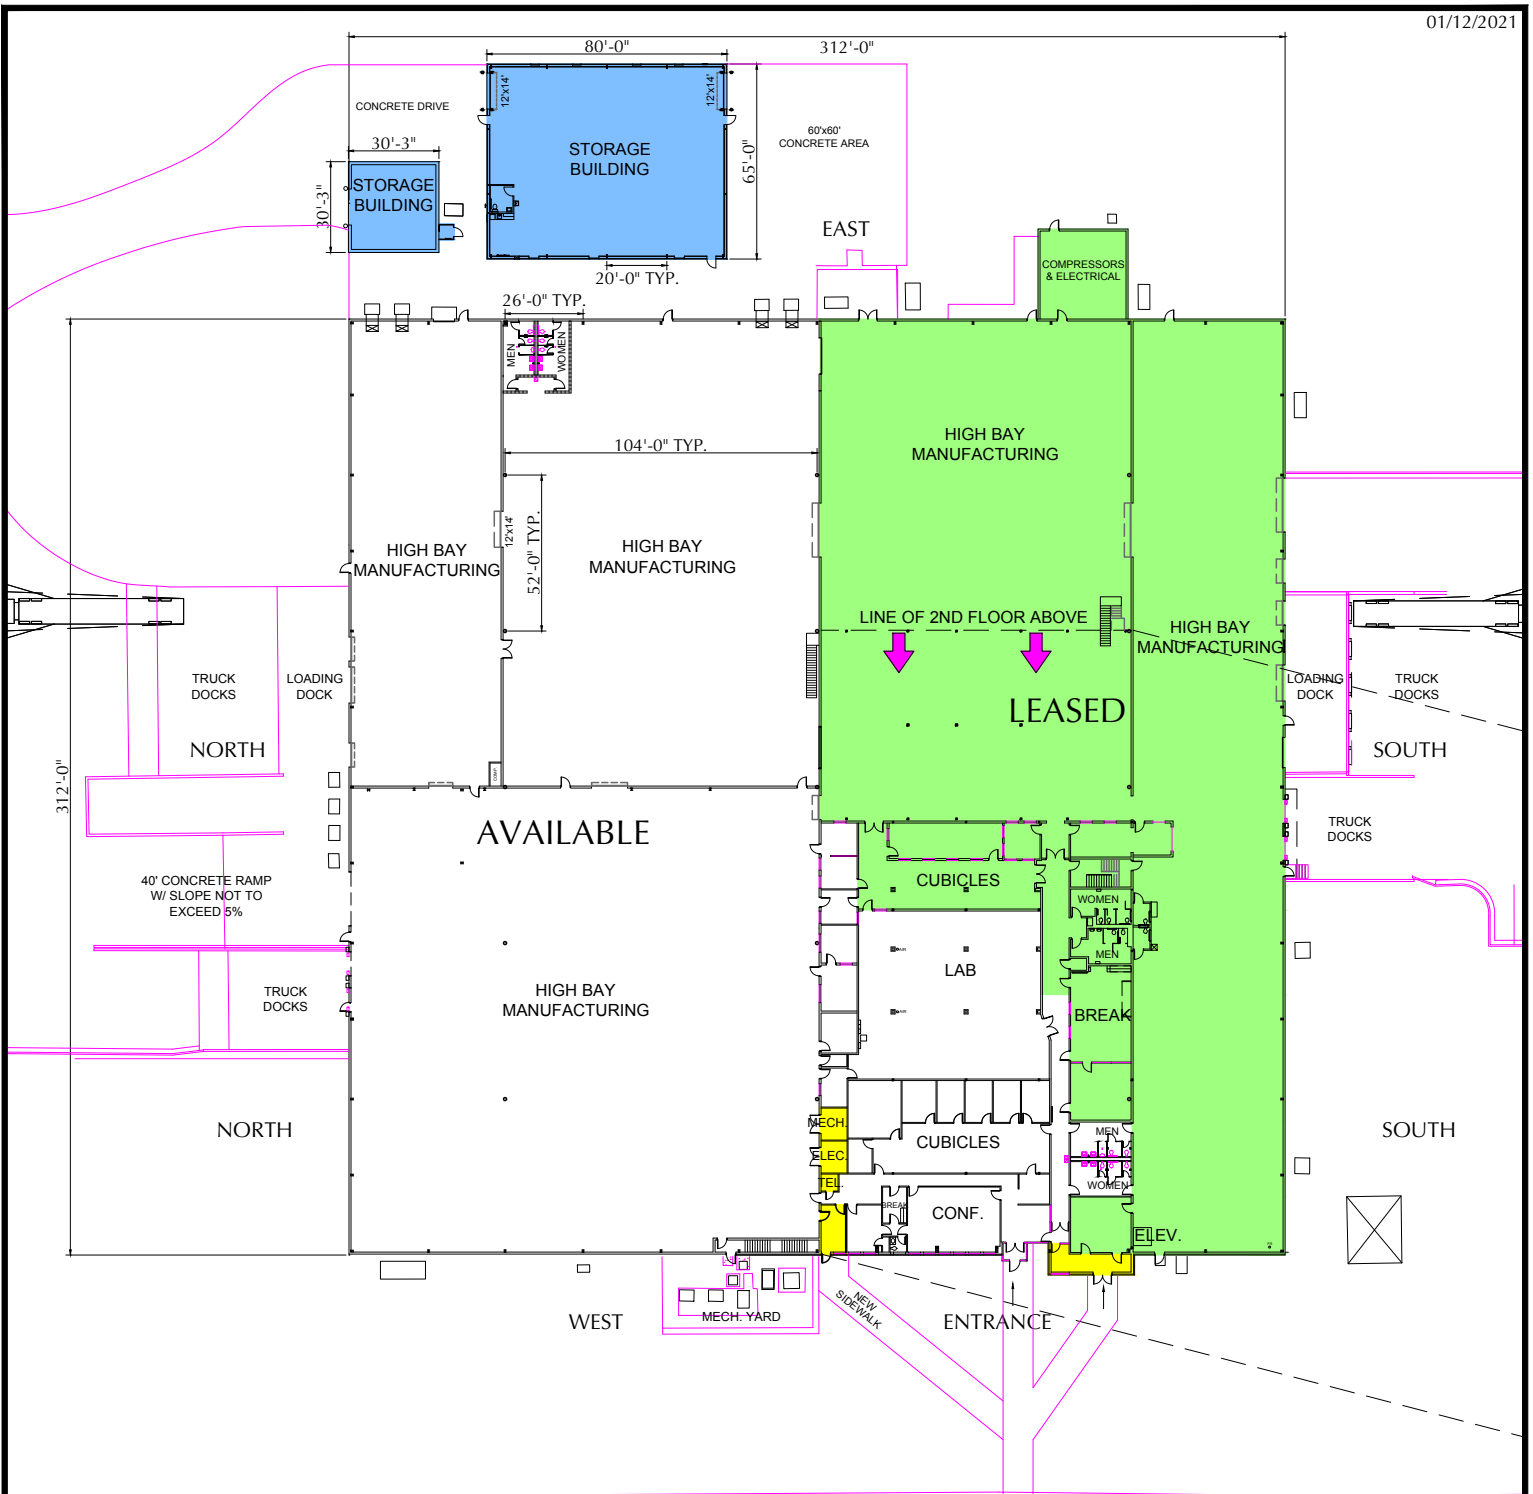 01/12/2021
80'-0"
312'-0"
CONCRETE DRIVE
12'x14'
12'x14'
60'x60'
CONCRETE AREA
30'-3"
STORAGE
BUILDING
65'-0"
STORAGE
BUILDING
30'-3"
EAST
COMPRESSORS
& ELECTRICAL
20'-0" TYP.
26'-0" TYP.
MEN
WOMEN
HIGH BAY
MANUFACTURING
104'-0" TYP.
12'x14'
52'-0" TYP.
HIGH BAY
MANUFACTURING
HIGH BAY
MANUFACTURING
LINE OF 2ND FLOOR ABOVE
HIGH BAY
MANUFACTURING
TRUCK
DOCKS
LOADING
DOCK
LOADING
DOCK
TRUCK
DOCKS
LEASED
NORTH
SOUTH
312'-0"
COMP.
AVAILABLE
TRUCK
DOCKS
40' CONCRETE RAMP
W/ SLOPE NOT TO
EXCEED 5%
CUBICLES
WOMEN
MEN
AIR
LAB
TRUCK
DOCKS
HIGH BAY
MANUFACTURING
AIR
BREAK
MECH.
NORTH
MEN
SOUTH
CUBICLES
ELEC.
TEL.
WOMEN
BREAK
CONF.
ELEV.
WEST
MECH. YARD
NEW
SIDEWALK
ENTRANCE